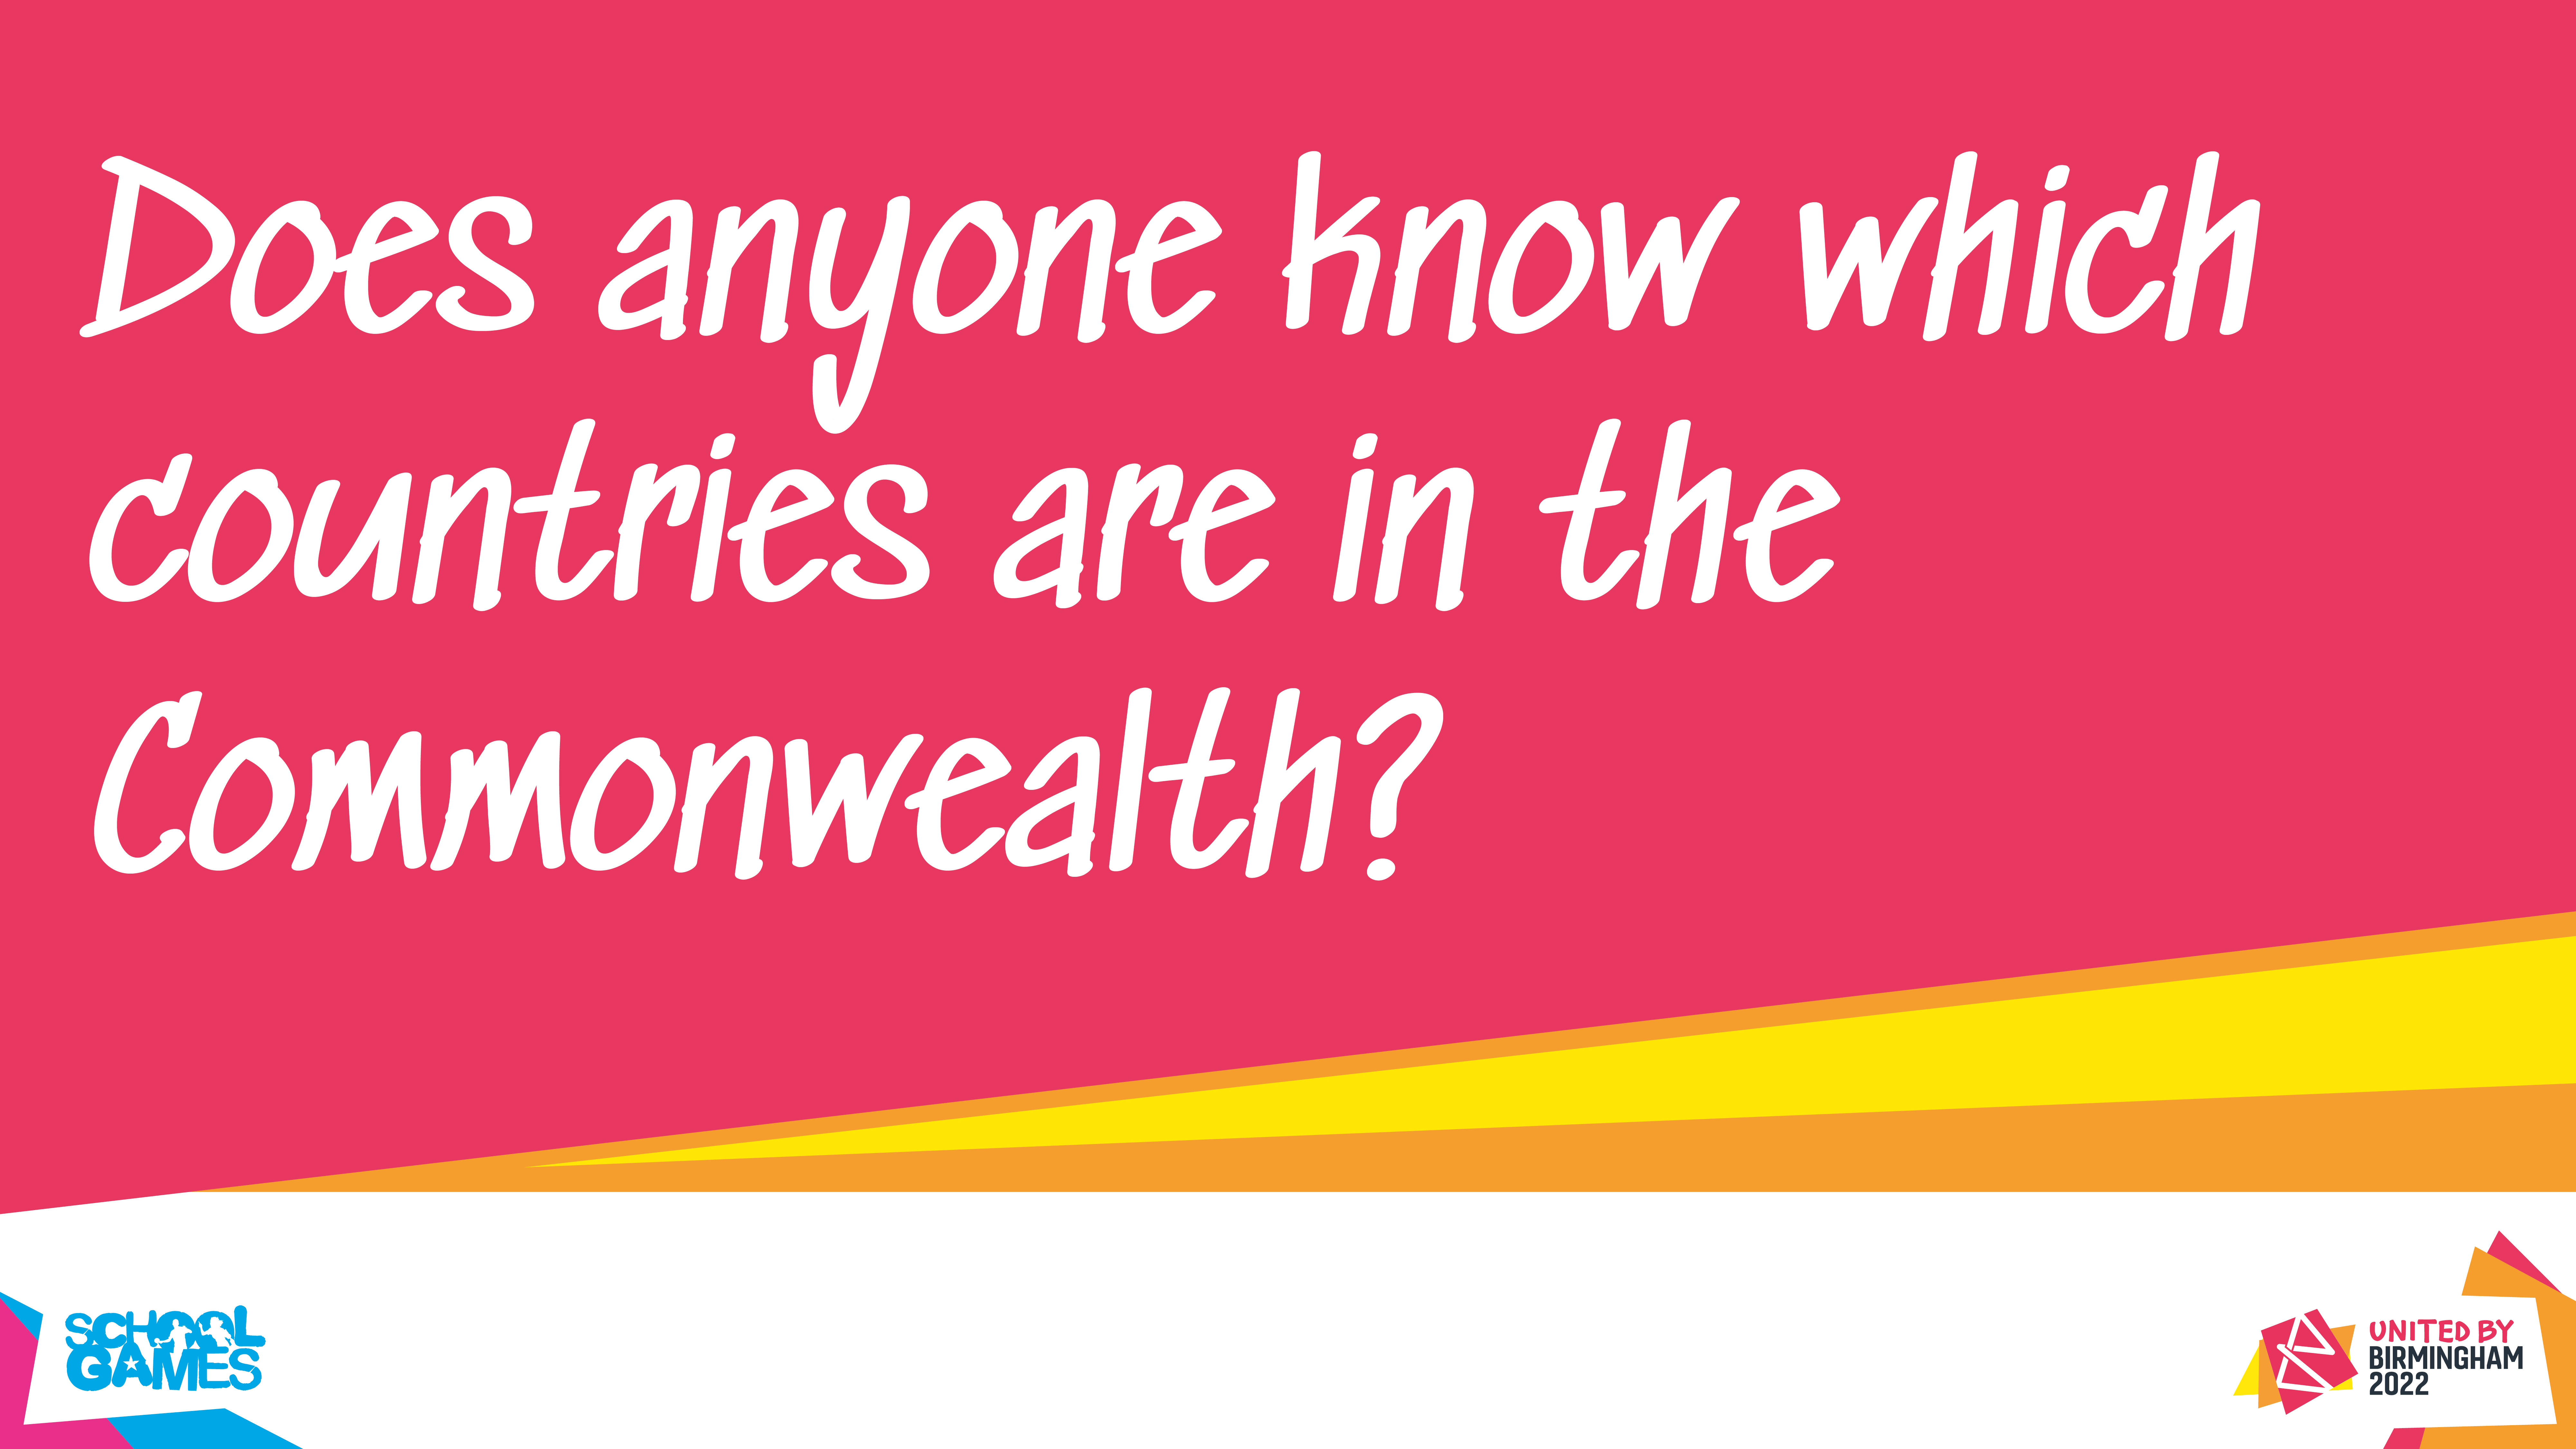 Does anyone know which
countries are in the
Commonwealth?
SCHOOL
GAMES
UNITED BY
BIRMINGHAM
2022